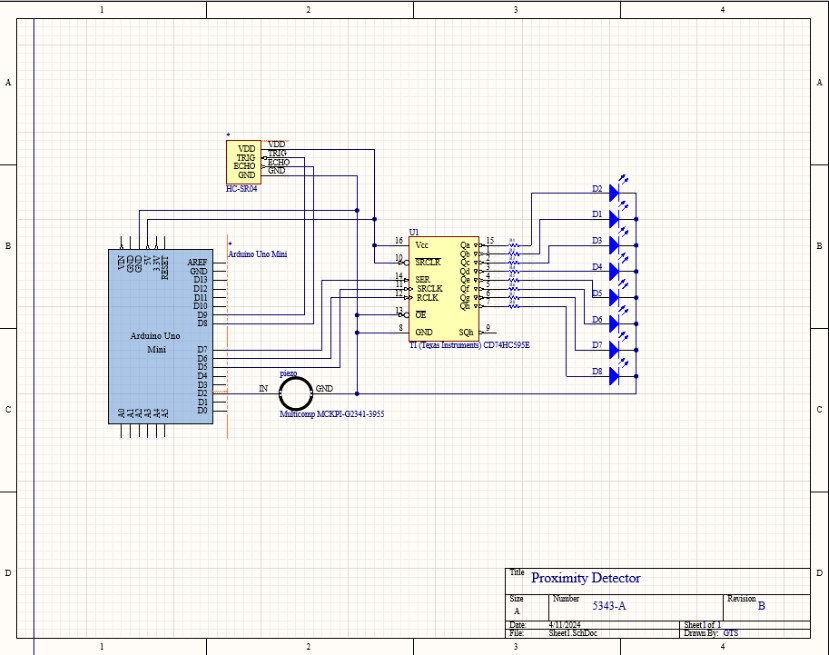 1 2 3 4
A A
*
VDD VDD
TRIG TRIG
ECHO ECHO
GND GND
HC-SR04
D2
D1
B B
U1
16 Vcc Qa 15
10 SRCLR Qc 2 D3
Qb 1
14 SER Qd 3 D4
11 SRCLK Qe 4
12 RCLK Qf 5 D5
13 OE Qg 6
Qh 7 D6
8 GND SQh 9
TI (Texas Instruments) CD74HC595E
D7
D8
*
Arduino Uno Mini
VIN GND GND 5V 3.3V RESET
AREF
GND
D13
D12
D11
D10
D9
D8
Arduino Uno
Mini
D7
D6
D5
D4
D3
D2
D1
D0
A0 A1 A2 A3 A4 A5
piezo
IN GND
Multicomp MCKPI-G2341-3955
C C
D D
Title Proximity Detector
Size Number Revision
A 5343-A B
Date: 4/11/2024 Sheet 1 of 1
File: Sheet1.SchDoc Drawn By: GTS
1 2 3 4